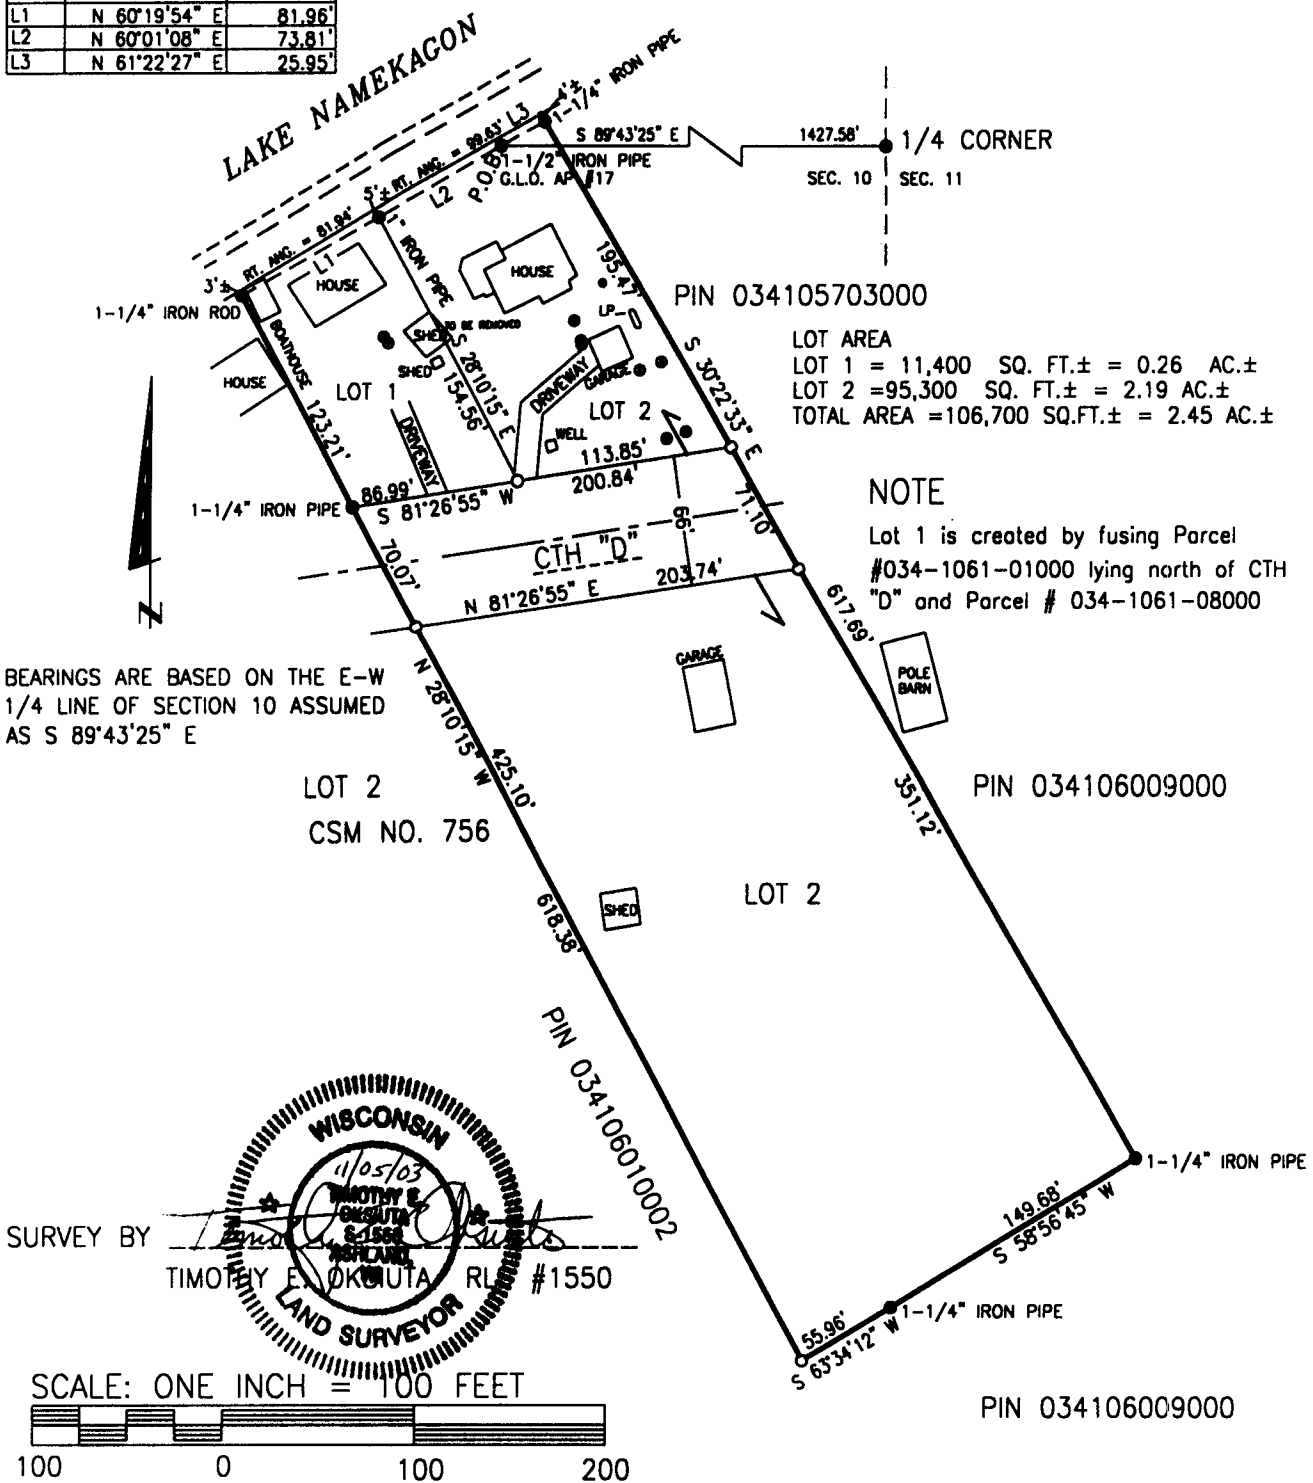 L1 N 60°19'54" E 81.96'
L2 N 60°01'08" E 73.81'
L3 N 61°22'27" E 25.95'
LAKE NAMEKAGON
4'±
1-1/4" IRON PIPE
RT. ANG. = 99.63'
L3
S 89°43'25" E
1427.58'
1/4 CORNER
1-1/2" IRON PIPE
G.L.O. AP #17
SEC. 10
SEC. 11
P.O.B.
5'±
L2
RT. ANG. = 81.94'
L1
3'±
1-1/4" IRON ROD
1" IRON PIPE
HOUSE
HOUSE
195.47'
PIN 034105703000
BOATHOUSE
SHED
TO BE REMOVED
LP
LOT AREA
LOT 1 = 11,400 SQ. FT.± = 0.26 AC.±
LOT 2 =95,300 SQ. FT.± = 2.19 AC.±
TOTAL AREA =106,700 SQ.FT.± = 2.45 AC.±
HOUSE
SHED
LOT 1
S 28°10'15" E
154.56'
DRIVEWAY
GARAGE
LOT 2
S 30°22'33" E
123.21'
DRIVEWAY
WELL
113.85'
200.84'
86.99'
S 81°26'55" W
1-1/4" IRON PIPE
NOTE
Lot 1 is created by fusing Parcel
#034-1061-01000 lying north of CTH
"D" and Parcel # 034-1061-08000
66'
71.10'
CTH "D"
70.07'
N 81°26'55" E
203.74'
N
617.69'
GARAGE
POLE
BARN
BEARINGS ARE BASED ON THE E-W
1/4 LINE OF SECTION 10 ASSUMED
AS S 89°43'25" E
N 28°10'15" W
425.10'
LOT 2
CSM NO. 756
PIN 034106009000
351.12'
LOT 2
SHED
618.38'
PIN 034106010002
1-1/4" IRON PIPE
149.68'
S 58°56'45" W
1-1/4" IRON PIPE
55.96'
S 63°34'12" W
PIN 034106009000
WISCONSIN
11/05/03
TIMOTHY E.
OKSIUTA
ASHLAND,
LAND SURVEYOR
SURVEY BY
TIMOTHY E. OKSIUTA #1550
SCALE: ONE INCH = 100 FEET
100 0 100 200